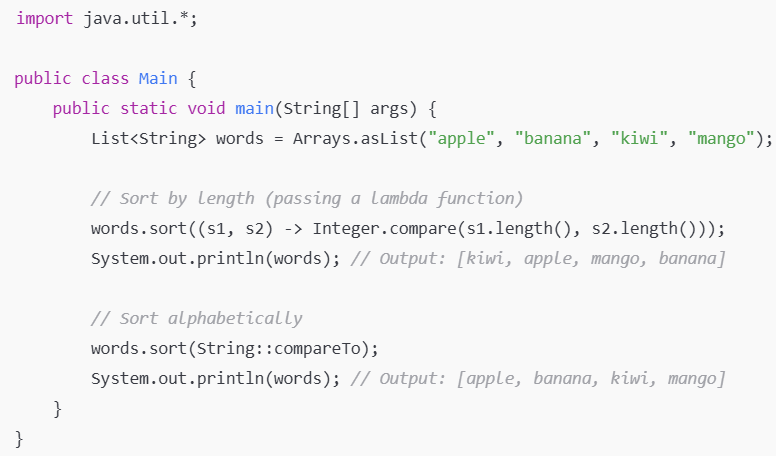 import java.util.*;

public class Main {
    public static void main(String[] args) {
        List<String> words = Arrays.asList("apple", "banana", "kiwi", "mango");

        // Sort by length (passing a lambda function)
        words.sort((s1, s2) -> Integer.compare(s1.length(), s2.length()));
        System.out.println(words); // Output: [kiwi, apple, mango, banana]

        // Sort alphabetically
        words.sort(String::compareTo);
        System.out.println(words); // Output: [apple, banana, kiwi, mango]
    }
}